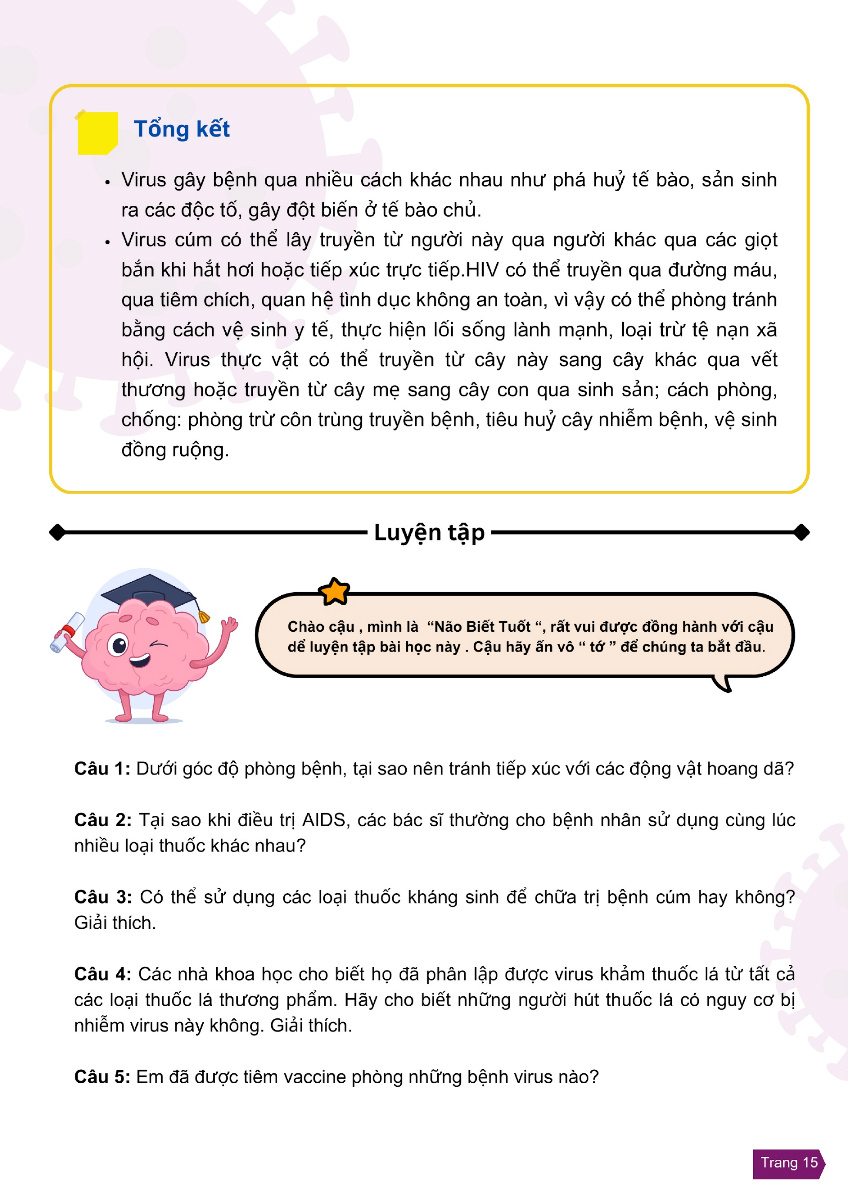 Tổng kết
• Virus gây bệnh qua nhiều cách khác nhau như phá huỷ tế bào, sản sinh
ra các độc tố, gây đột biến ở tế bào chủ.
• Virus cúm có thể lây truyền từ người này qua người khác qua các giọt
bắn khi hắt hơi hoặc tiếp xúc trực tiếp.HIV có thể truyền qua đường máu,
qua tiêm chích, quan hệ tình dục không an toàn, vì vậy có thể phòng tránh
bằng cách vệ sinh y tế, thực hiện lối sống lành mạnh, loại trừ tệ nạn xã
hội. Virus thực vật có thể truyền từ cây này sang cây khác qua vết
thương hoặc truyền từ cây mẹ sang cây con qua sinh sản; cách phòng,
chống: phòng trừ côn trùng truyền bệnh, tiêu huỷ cây nhiễm bệnh, vệ sinh
đồng ruộng.
Luyện tập
Chào cậu , mình là “Não Biết Tuốt “, rất vui được đồng hành với cậu
dể luyện tập bài học này . Cậu hãy ấn vô “ tớ ” để chúng ta bắt đầu.
Câu 1: Dưới góc độ phòng bệnh, tại sao nên tránh tiếp xúc với các động vật hoang dã?
Câu 2: Tại sao khi điều trị AIDS, các bác sĩ thường cho bệnh nhân sử dụng cùng lúc
nhiều loại thuốc khác nhau?
Câu 3: Có thể sử dụng các loại thuốc kháng sinh để chữa trị bệnh cúm hay không?
Giải thích.
Câu 4: Các nhà khoa học cho biết họ đã phân lập được virus khảm thuốc lá từ tất cả
các loại thuốc lá thương phẩm. Hãy cho biết những người hút thuốc lá có nguy cơ bị
nhiễm virus này không. Giải thích.
Câu 5: Em đã được tiêm vaccine phòng những bệnh virus nào?
Trang 15